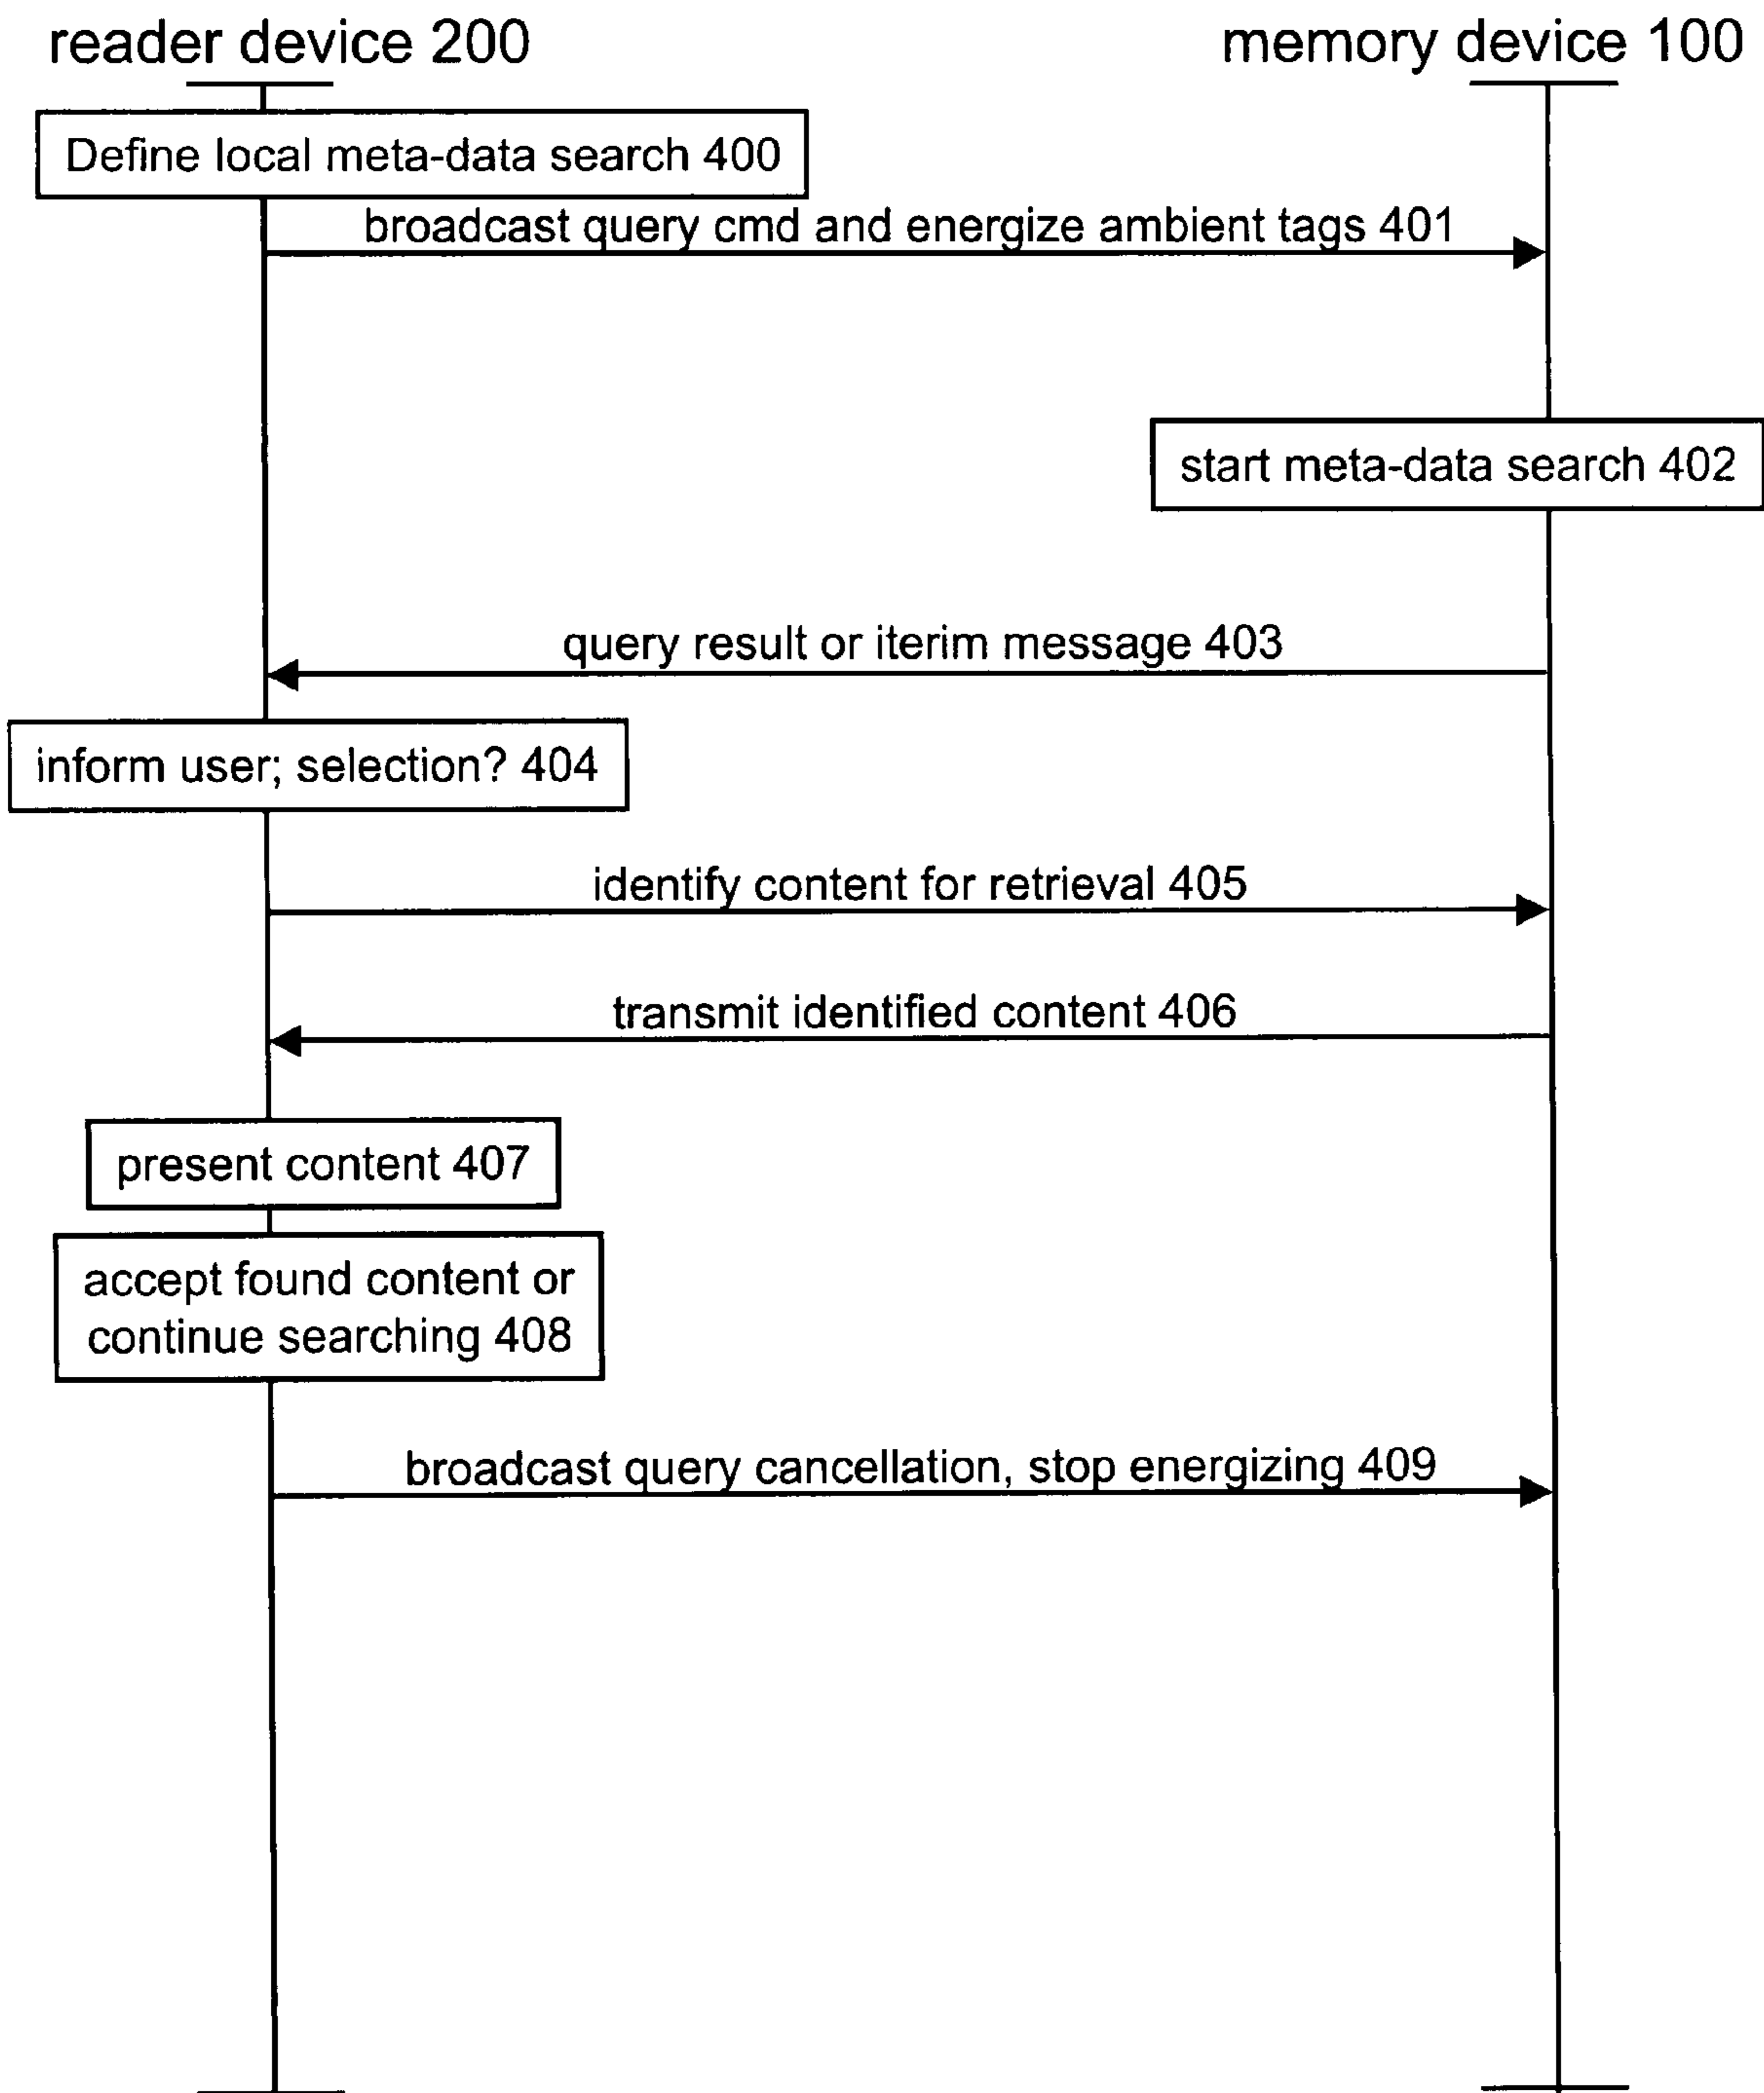 reader device 200
memory device 100
Define local meta-data search 400
broadcast query cmd and energize ambient tags 401
start meta-data search 402
query result or iterim message 403
inform user; selection? 404
identify content for retrieval 405
transmit identified content 406
present content 407
accept found content or
continue searching 408
broadcast query cancellation, stop energizing 409